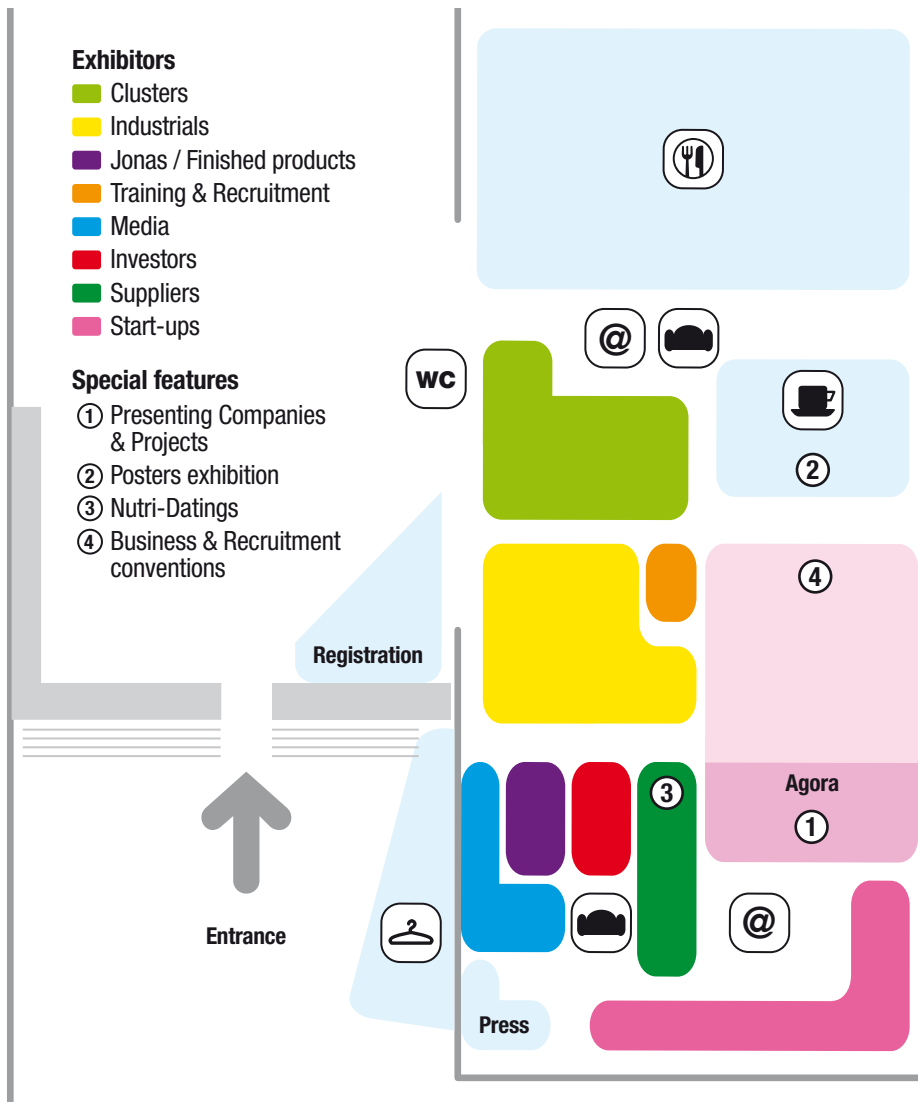 Exhibitors
Clusters
Industrials
Jonas / Finished products
Training & Recruitment
Media
Investors
Suppliers
Start-ups
Special features
1 Presenting Companies
& Projects
2 Posters exhibition
3 Nutri-Datings
4 Business & Recruitment
conventions
@
WC
2
4
Registration
3
Agora
1
@
Entrance
Press